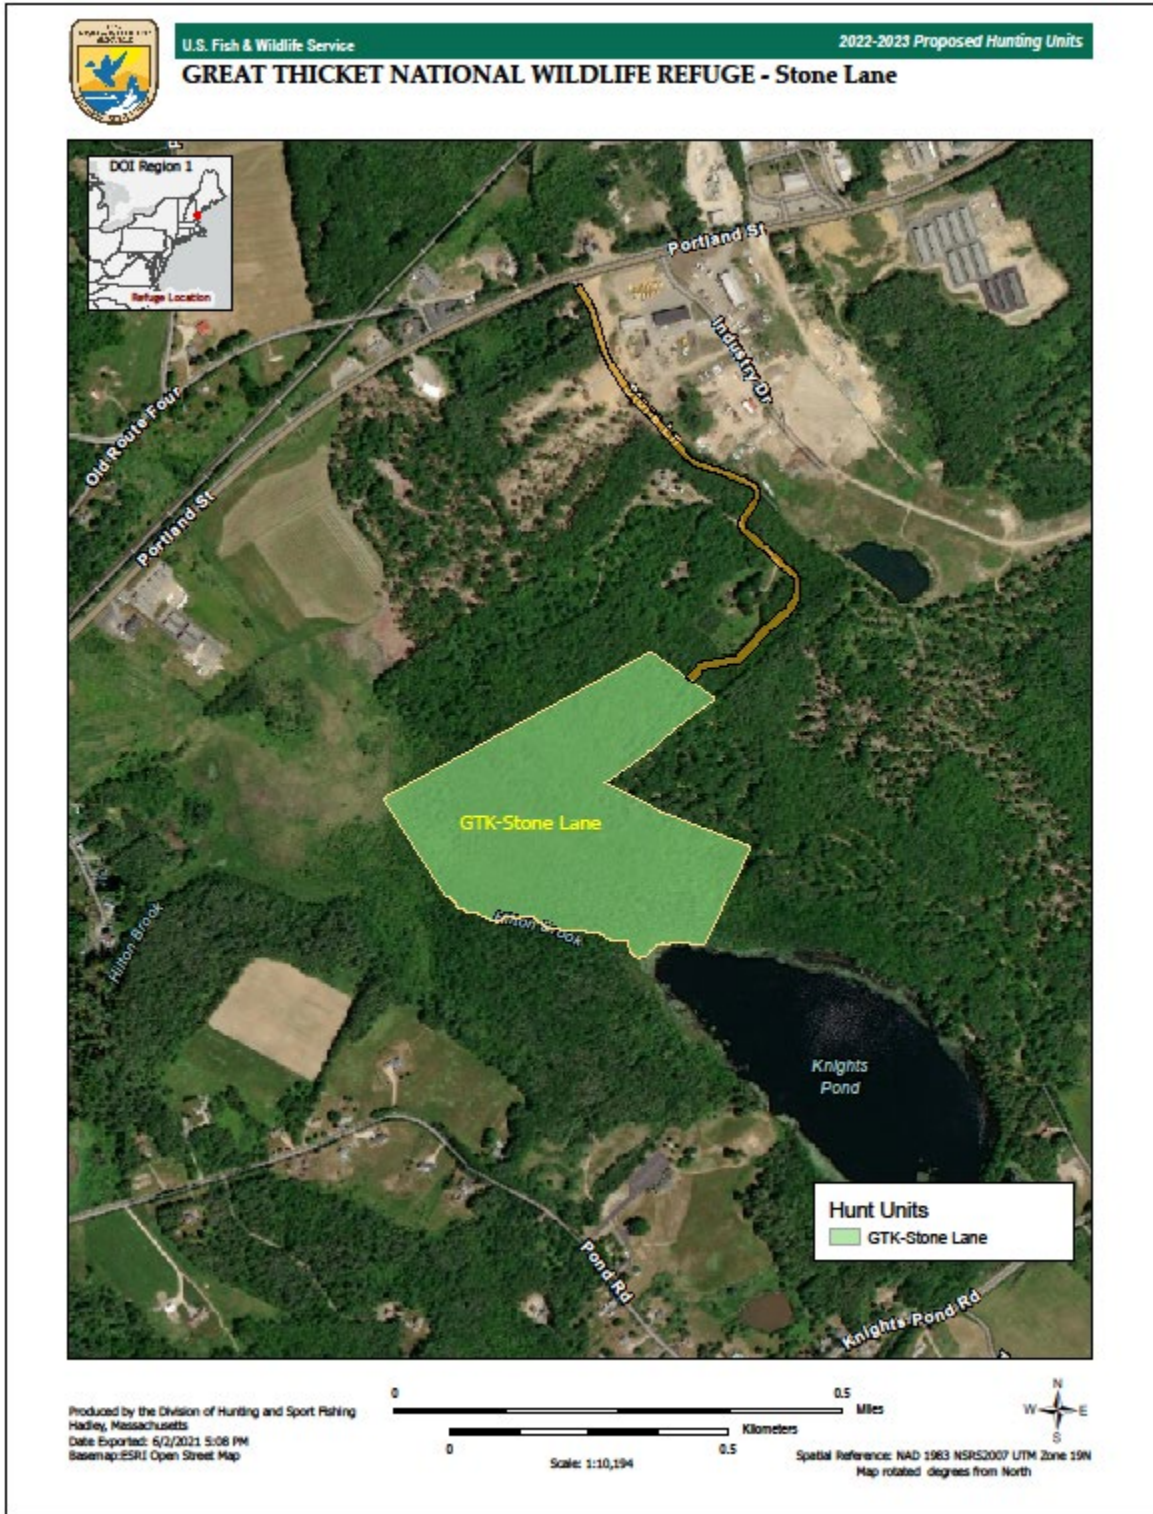 U.S. Fish & Wildlife Service
2022-2023 Proposed Hunting Units
GREAT THICKET NATIONAL WILDLIFE REFUGE - Stone Lane
DOI Region 1
Refuge Location
Portland St
Industry Dr
Old Route Four
Portland St
GTK-Stone Lane
Hilton Brook
Hilton Brook
Knights
Pond
Hunt Units
GTK-Stone Lane
Pond Rd
Knights Pond Rd
Produced by the Division of Hunting and Sport Fishing
Hadley, Massachusetts
Date Exported: 6/2/2021 5:08 PM
Basemap:ESRI Open Street Map
0 0.5
Miles
Kilometers
0 0.5
Scale: 1:10,194
N
W E
S
Spatial Reference: NAD 1983 NSRS2007 UTM Zone 19N
Map rotated degrees from North